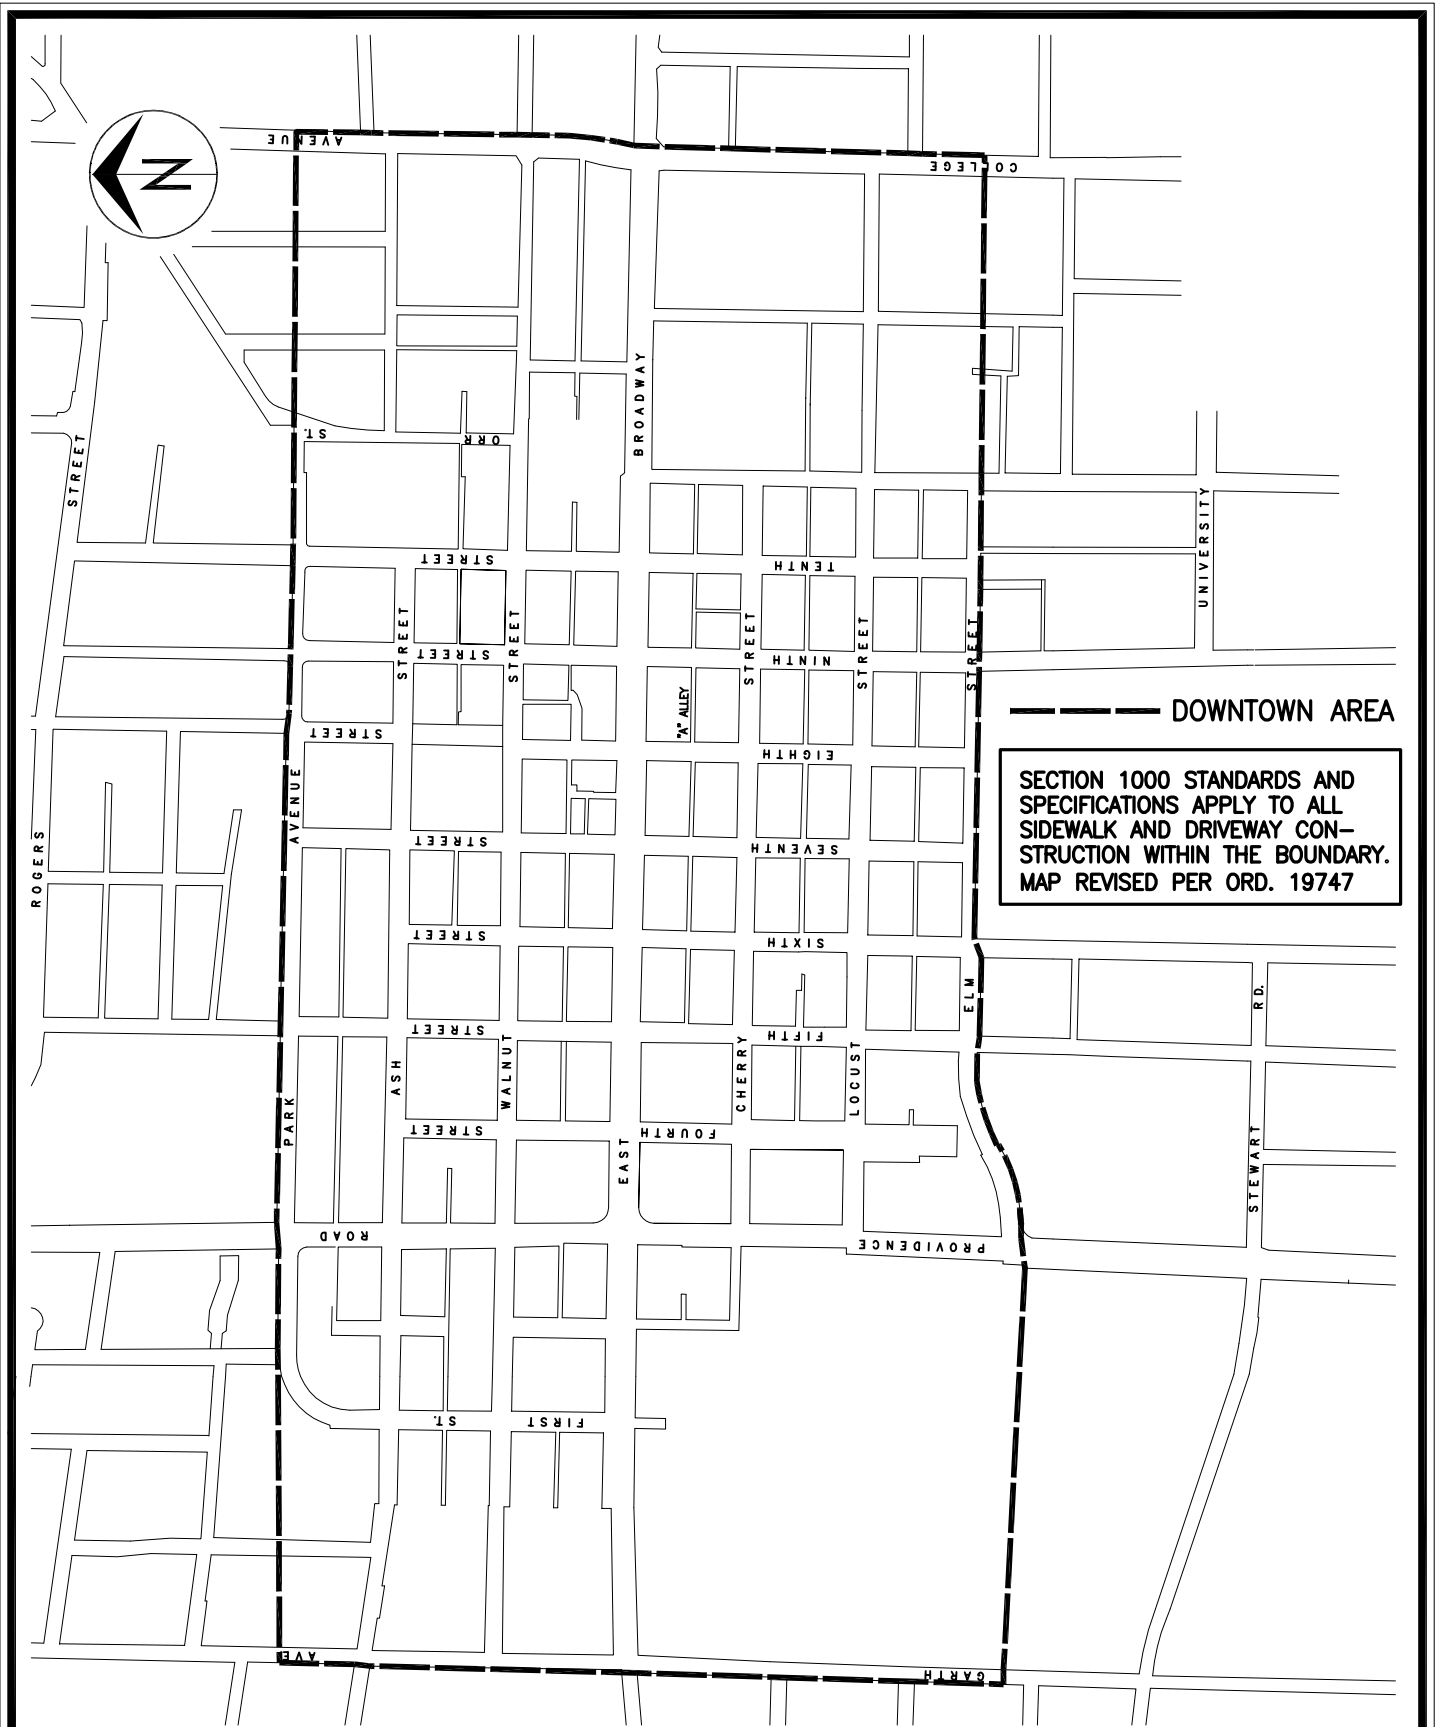 N
AVENUE
COLLEGE
BROADWAY
ST.
ORR
STREET
UNIVERSITY
STREET
TENTH
STREET
STREET
STREET
STREET
STREET
STREET
NINTH
"A" ALLEY
DOWNTOWN AREA
STREET
EIGHTH
SECTION 1000 STANDARDS AND
SPECIFICATIONS APPLY TO ALL
SIDEWALK AND DRIVEWAY CON-
STRUCTION WITHIN THE BOUNDARY.
MAP REVISED PER ORD. 19747
AVENUE
ROGERS
STREET
SEVENTH
STREET
SIXTH
ELM
RD.
STREET
FIFTH
ASH
WALNUT
CHERRY
LOCUST
PARK
STREET
FOURTH
EAST
STEWART
ROAD
PROVIDENCE
ST.
FIRST
AVE
GARTH